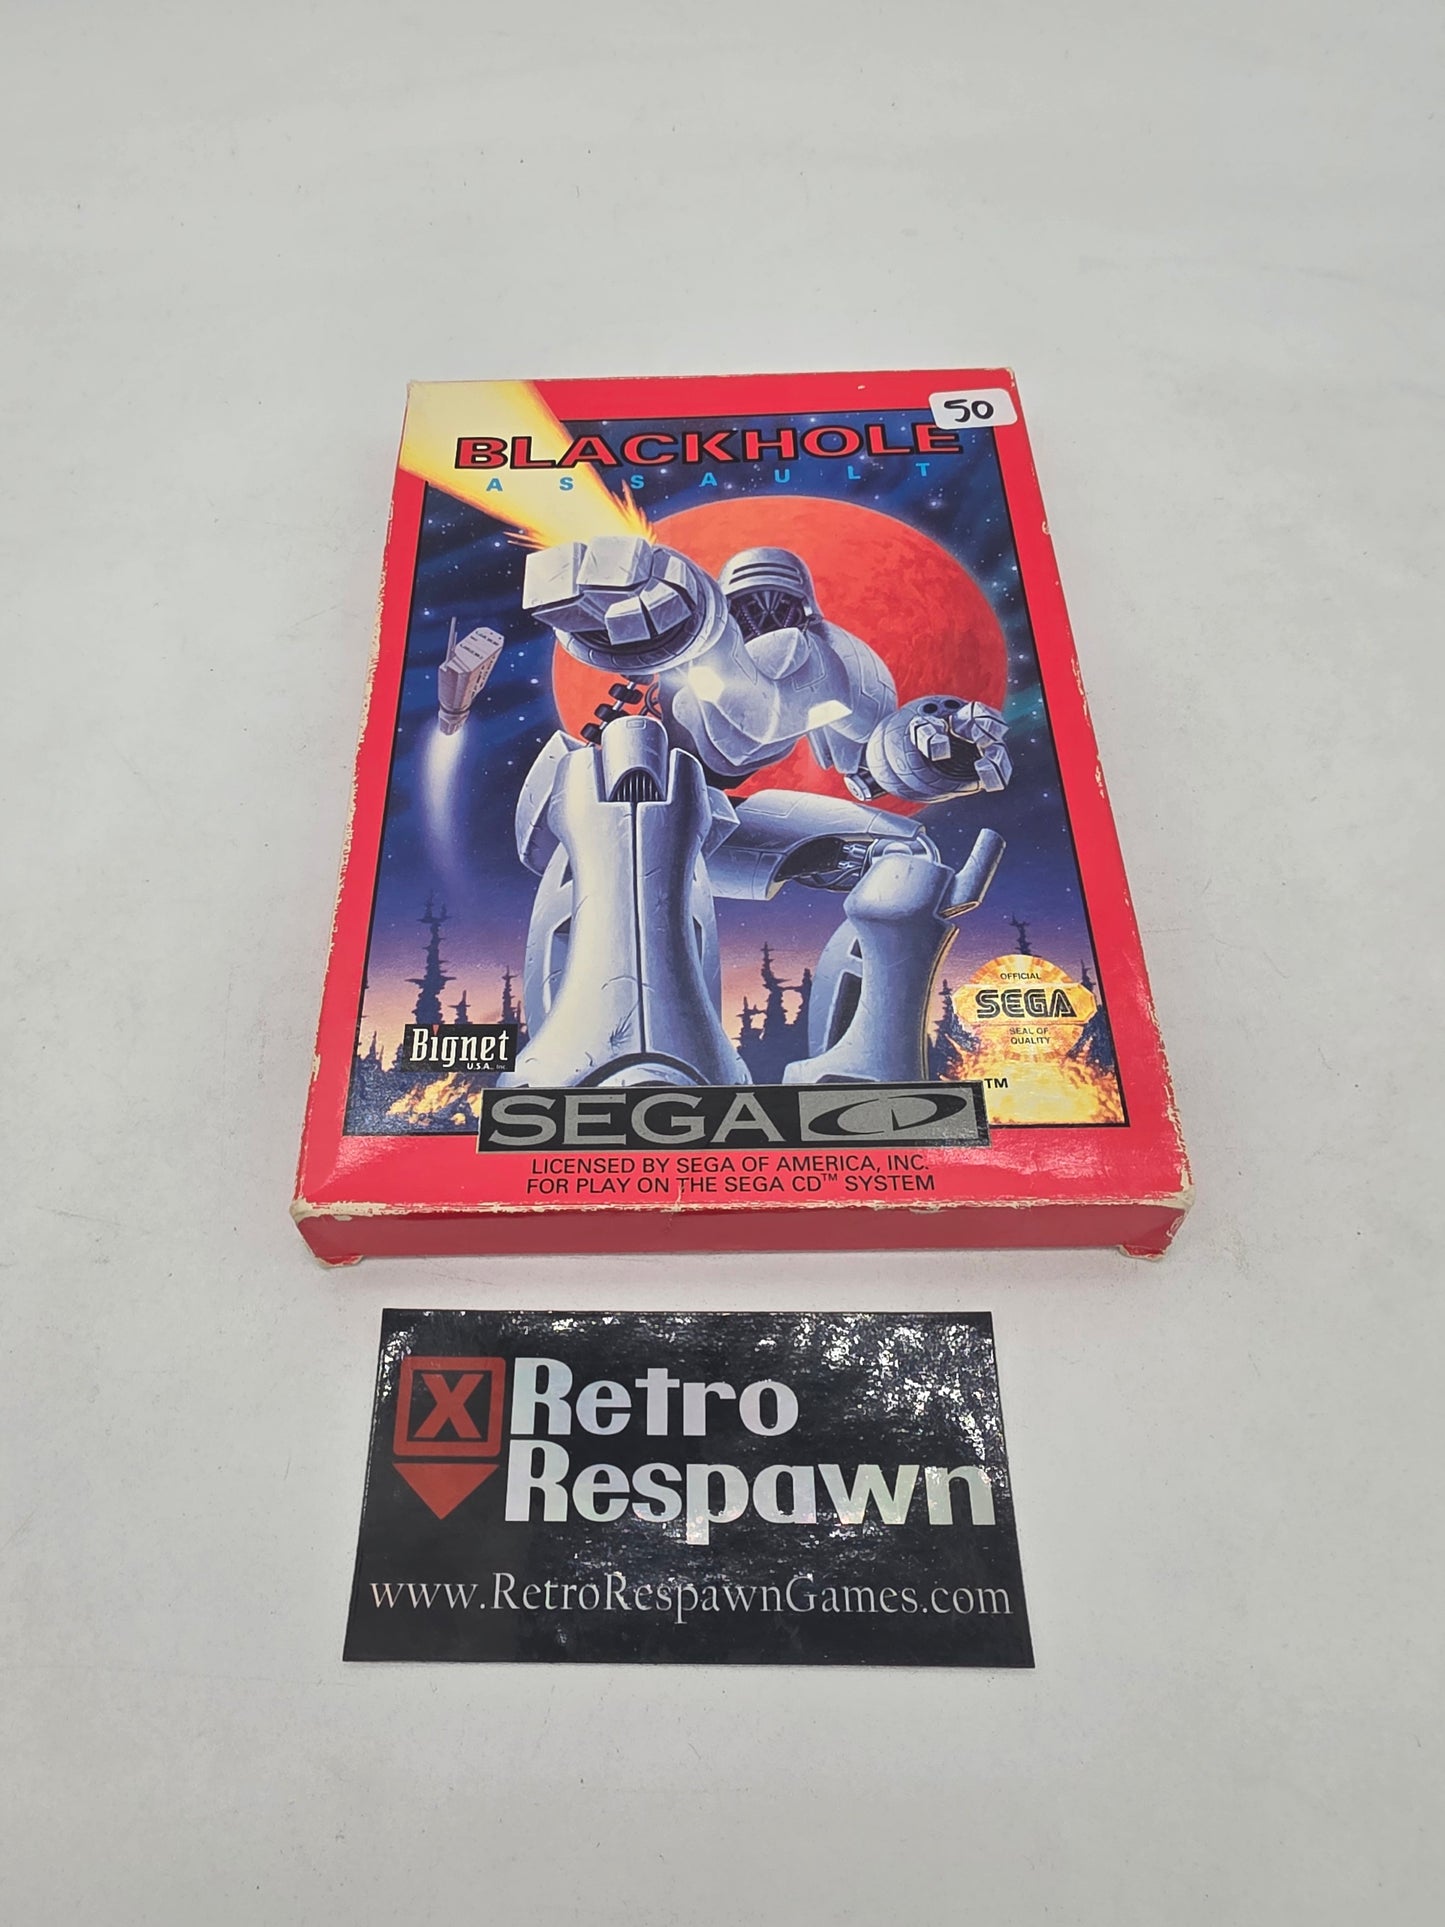 50
BLACKHOLE
ASSAULT
OFFICIAL
SEGA
SEAL OF
QUALITY
Bignet
U.S.A., Inc.
TM
SEGA CD
LICENSED BY SEGA OF AMERICA, INC.
FOR PLAY ON THE SEGA CD™ SYSTEM
X Retro
Respawn
www.RetroRespawnGames.com